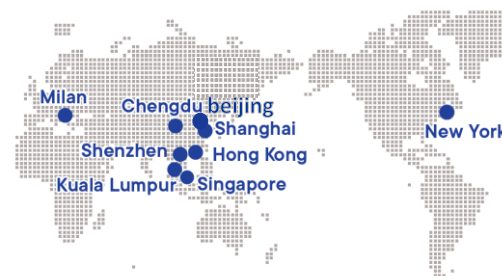 Milan
Chengdu beijing
Shanghai
New York
Shenzhen
Hong Kong
Kuala Lumpur
Singapore